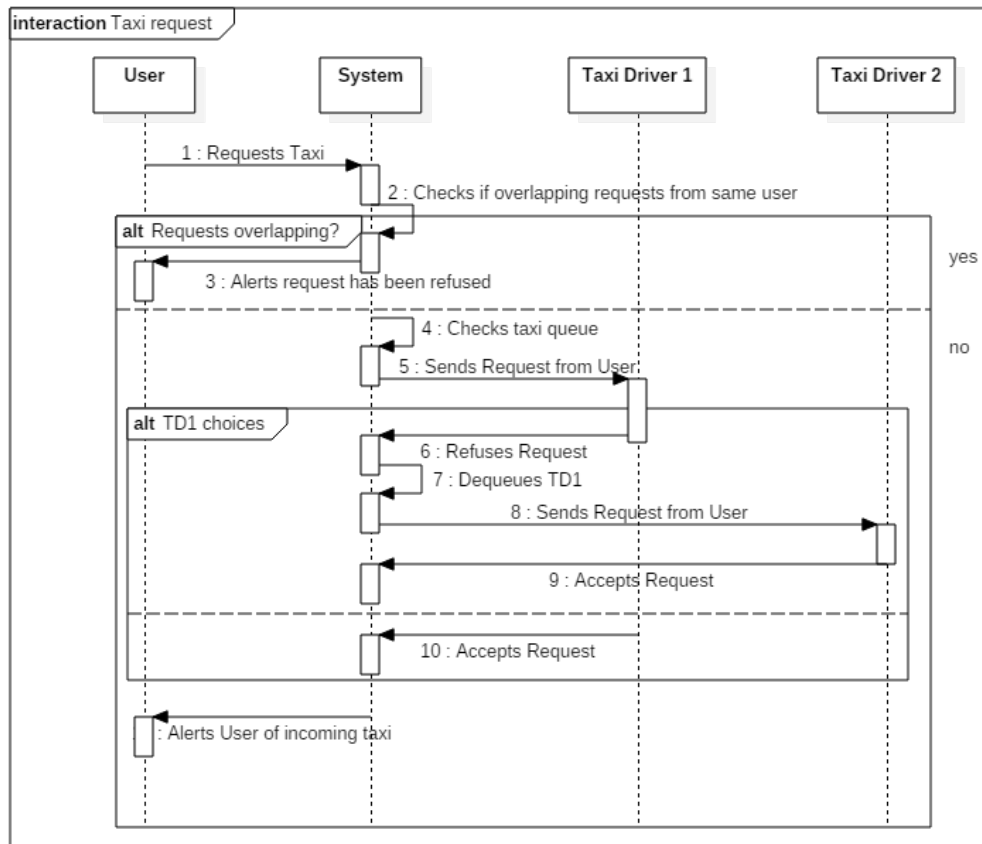 interaction Taxi request
User
System
Taxi Driver 1
Taxi Driver 2
1 : Requests Taxi
2 : Checks if overlapping requests from same user
alt Requests overlapping?
yes
3 : Alerts request has been refused
4 : Checks taxi queue
no
5 : Sends Request from User
alt TD1 choices
6 : Refuses Request
7 : Dequeues TD1
8 : Sends Request from User
9 : Accepts Request
10 : Accepts Request
: Alerts User of incoming taxi